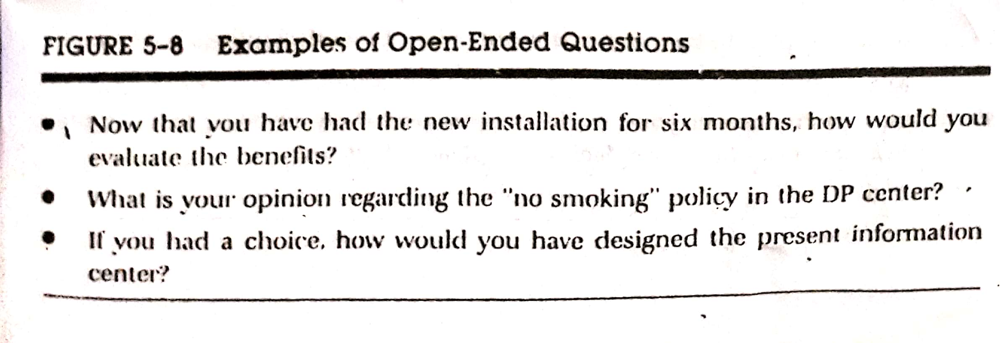 FIGURE 5-8 Examples of Open-Ended Questions
• Now that you have had the new installation for six months, how would you
evaluate the benefits?
• What is your opinion regarding the "no smoking" policy in the DP center?
• If you had a choice, how would you have designed the present information
center?